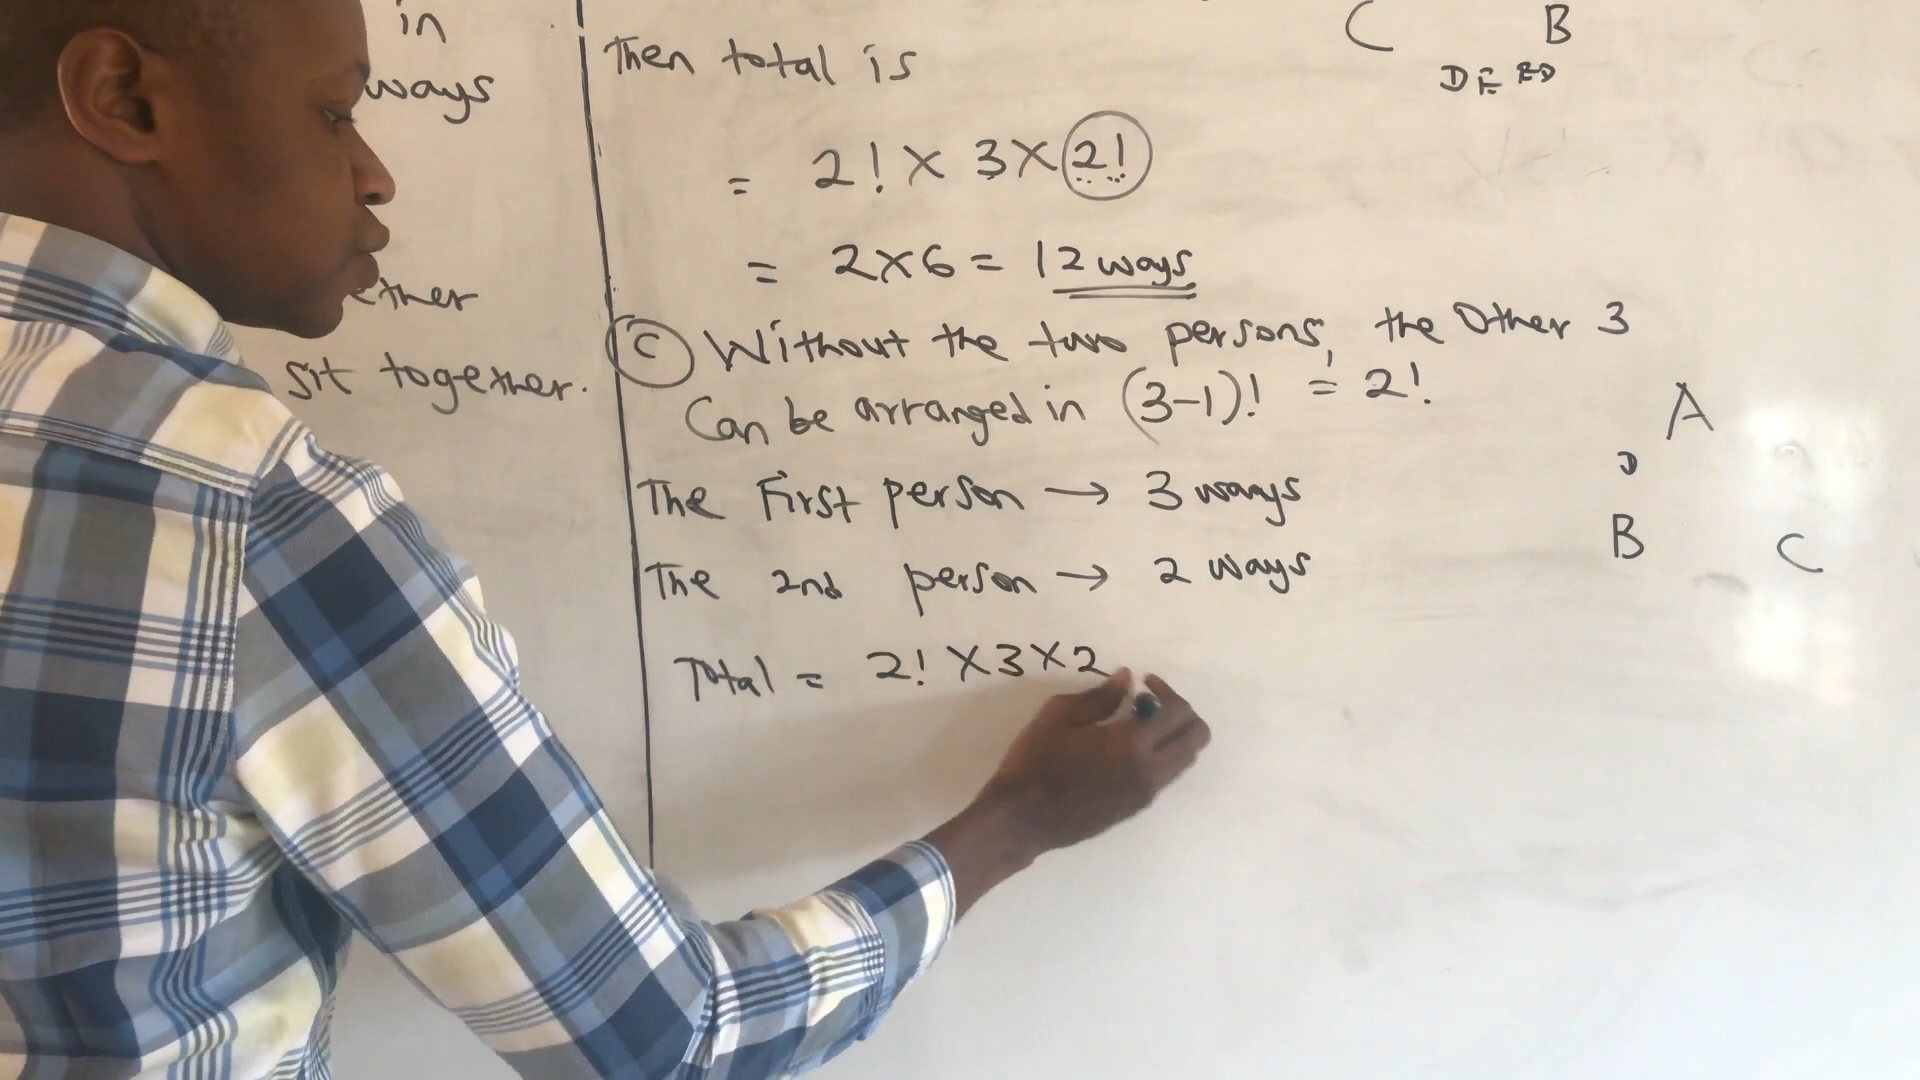 in
ways
ether
sit together.
Then total is
= 2! × 3 × 2!
= 2×6 = 12 ways
C Without the two persons, the Other 3
Can be arranged in (3-1)! = 2!
The First person → 3 ways
The 2nd person → 2 ways
Total = 2! ×3×2
C B
DE ED
A
D
B C